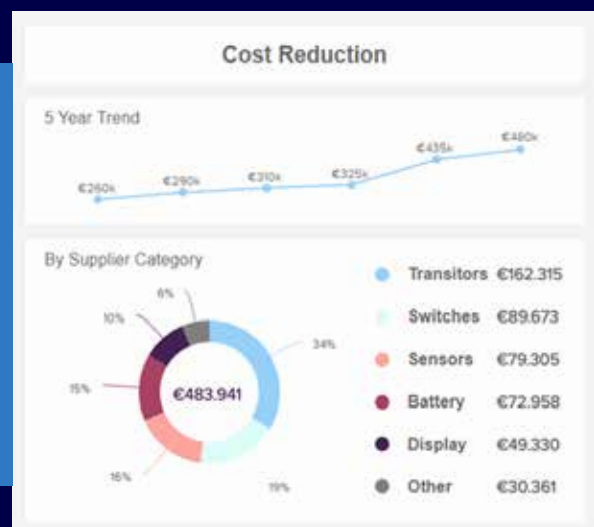 Cost Reduction
5 Year Trend
€260k €290k €310k €325k €435k €480k
By Supplier Category
6%
10%
34%
15%
€483.941
16%
19%
Transitors €162.315
Switches €89.673
Sensors €79.305
Battery €72.958
Display €49.330
Other €30.361